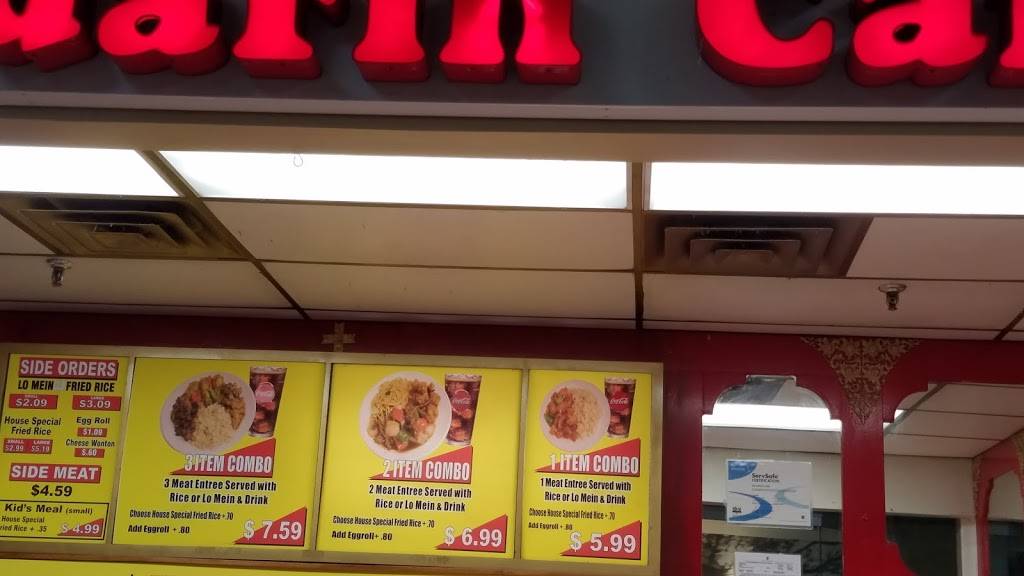 darin Ca
SIDE ORDERS
LO MEIN FRIED RICE
SMALL LARGE
$2.09 $3.09
House Special
Fried Rice
SMALL LARGE
$2.99 $5.19
Egg Roll
$1.00
Cheese Wonton
$.60
SIDE MEAT
$4.59
Kid's Meal (small)
House Special
ried Rice + .35
$ 4.99
3 ITEM COMBO
3 Meat Entree Served with
Rice or Lo Mein & Drink
Choose House Special Fried Rice + .70
Add Eggroll + .80
$ 7.59
2 ITEM COMBO
2 Meat Entree Served with
Rice or Lo Mein & Drink
Choose House Special Fried Rice + .70
Add Eggroll + .80
$ 6.99
1 ITEM COMBO
1 Meat Entree Served with
Rice or Lo Mein & Drink
Choose House Special Fried Rice + .70
Add Eggroll + .80
$ 5.99
Coca-Cola
ServSafe
CERTIFICATION